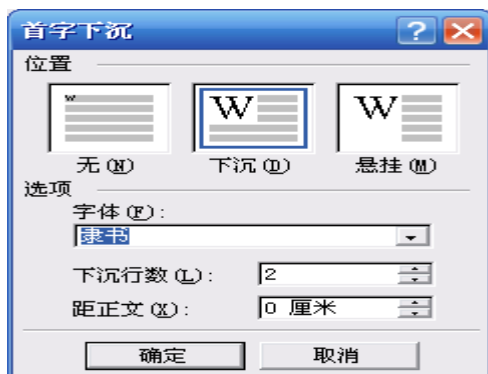 首字下沉
位置
W W W
无(N) 下沉(D) 悬挂(M)
选项
字体(F):
隶书
下沉行数(L): 2
距正文(X): 0 厘米
确定 取消